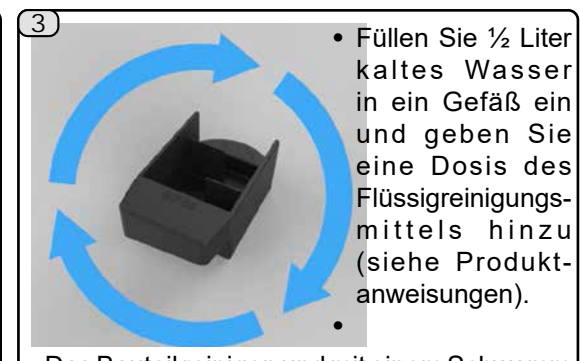 3
• Füllen Sie ½ Liter
kaltes Wasser
in ein Gefäß ein
und geben Sie
eine Dosis des
Flüssigreinigungs-
mittels hinzu
(siehe Produkt-
anweisungen).
•